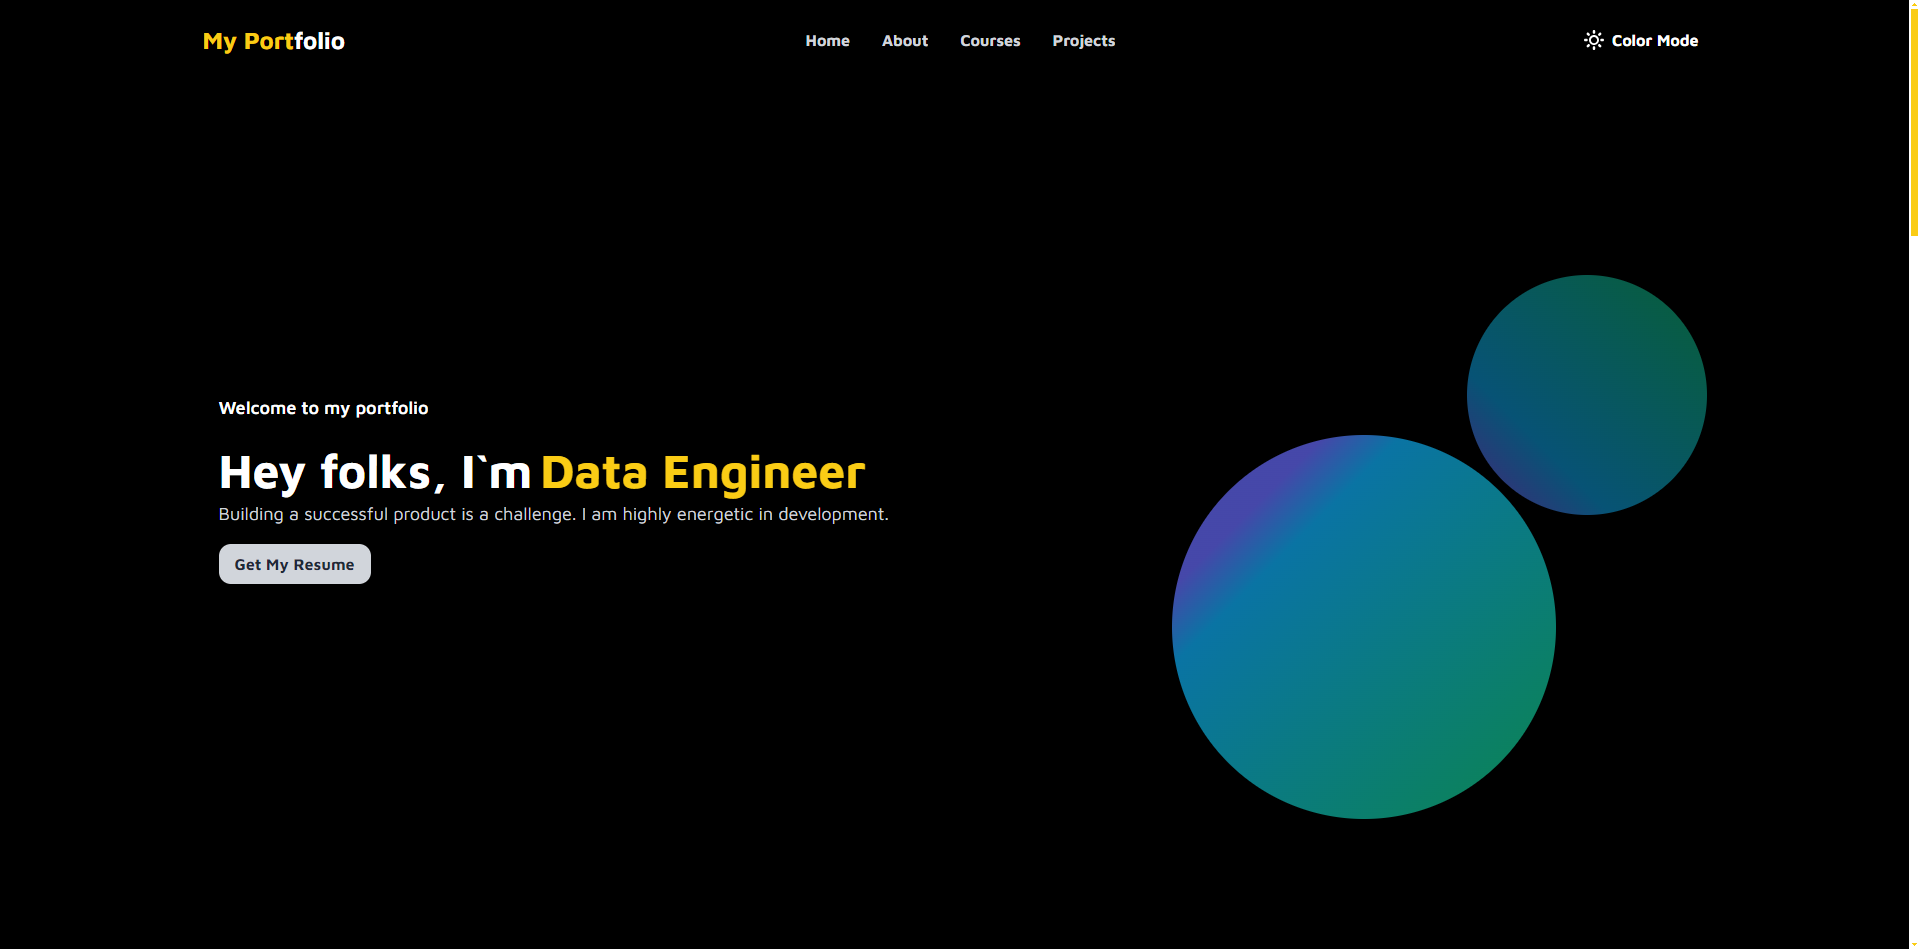 My Portfolio
Home About Courses Projects
Color Mode
Welcome to my portfolio
Hey folks, I`m Data Engineer
Building a successful product is a challenge. I am highly energetic in development.
Get My Resume